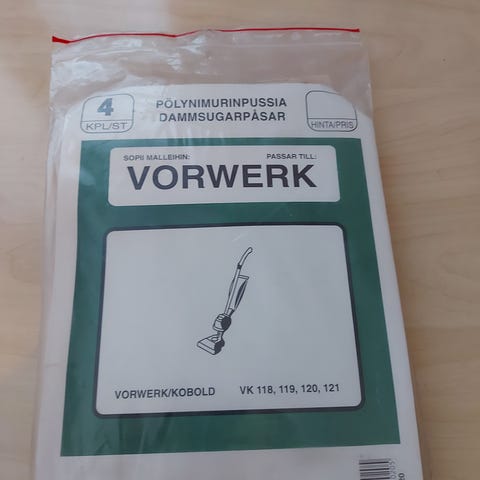 4
KPL/ST
PÖLYNIMURINPUSSIA
DAMMSUGARPÅSAR
HINTA/PRIS
SOPII MALLEIHIN: PASSAR TILL:
VORWERK
VORWERK/KOBOLD VK 118, 119, 120, 121